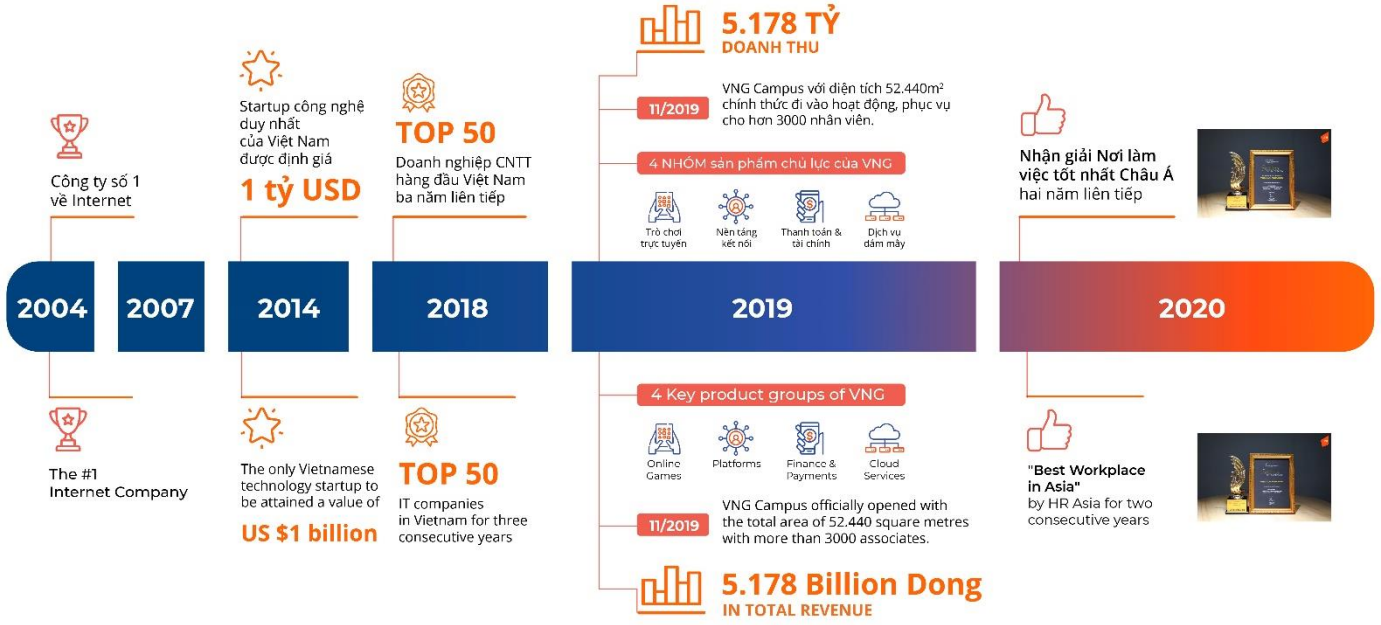 5.178 TỶ
DOANH THU
11/2019
VNG Campus với diện tích 52.440m²
chính thức đi vào hoạt động, phục vụ
cho hơn 3000 nhân viên.
4 NHÓM sản phẩm chủ lực của VNG
Trò chơi
trực tuyến
Nền tảng
kết nối
Thanh toán &
tài chính
Dịch vụ
đám mây
Công ty số 1
về Internet
Startup công nghệ
duy nhất
của Việt Nam
được định giá
1 tỷ USD
TOP 50
Doanh nghiệp CNTT
hàng đầu Việt Nam
ba năm liên tiếp
Nhận giải Nơi làm
việc tốt nhất Châu Á
hai năm liên tiếp
2004
2007
2014
2018
2019
2020
The #1
Internet Company
The only Vietnamese
technology startup to
be attained a value of
US $1 billion
TOP 50
IT companies
in Vietnam for three
consecutive years
4 Key product groups of VNG
Online
Games
Platforms
Finance &
Payments
Cloud
Services
11/2019
VNG Campus officially opened with
the total area of 52.440 square metres
with more than 3000 associates.
5.178 Billion Dong
IN TOTAL REVENUE
"Best Workplace
in Asia"
by HR Asia for two
consecutive years